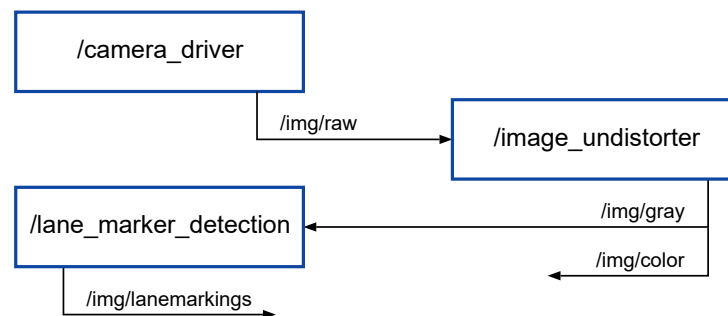 /camera_driver
/img/raw
/image_undistorter
/img/gray
/lane_marker_detection
/img/color
/img/lanemarkings